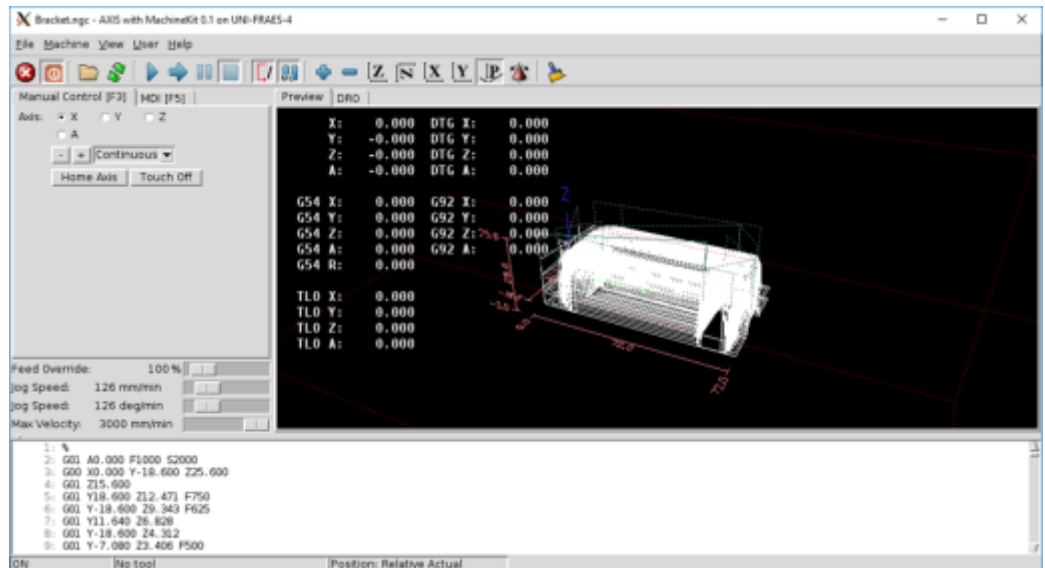 Bracket.ngc - AXIS with MachineKit 0.1 on UNI-FRAES-4
File Machine View User Help
Manual Control [F3] MDI [F5]
Preview DRO
Axis: X Y Z
A
- + Continuous
Home Axis Touch Off
X: 0.000 DTG X: 0.000
Y: -0.000 DTG Y: 0.000
Z: -0.000 DTG Z: 0.000
A: -0.000 DTG A: 0.000
G54 X: 0.000 G92 X: 0.000
G54 Y: 0.000 G92 Y: 0.000
G54 Z: 0.000 G92 Z: 0.000
G54 A: 0.000 G92 A: 0.000
G54 R: 0.000
TLO X: 0.000
TLO Y: 0.000
TLO Z: 0.000
TLO A: 0.000
Z
Feed Override: 100 %
Jog Speed: 126 mm/min
Jog Speed: 126 deg/min
Max Velocity: 3000 mm/min
1: %
2: G01 A0.000 F1000 S2000
3: G00 X0.000 Y-18.600 Z25.600
4: G01 Z15.600
5: G01 Y18.600 Z12.471 F750
6: G01 Y-18.600 Z9.343 F625
7: G01 Y11.640 Z6.828
8: G01 Y-18.600 Z4.312
9: G01 Y-7.080 Z3.406 F500
ON No tool Position: Relative Actual